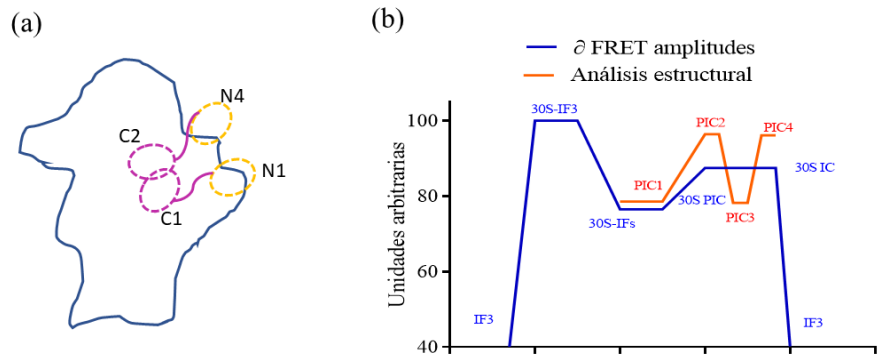 (a)
N4
C2
N1
C1
(b)
∂ FRET amplitudes
Análisis estructural
Unidades arbitrarias
100
80
60
40
30S-IF3
PIC2
PIC4
PIC1
30S IC
30S PIC
PIC3
30S-IFs
IF3
IF3